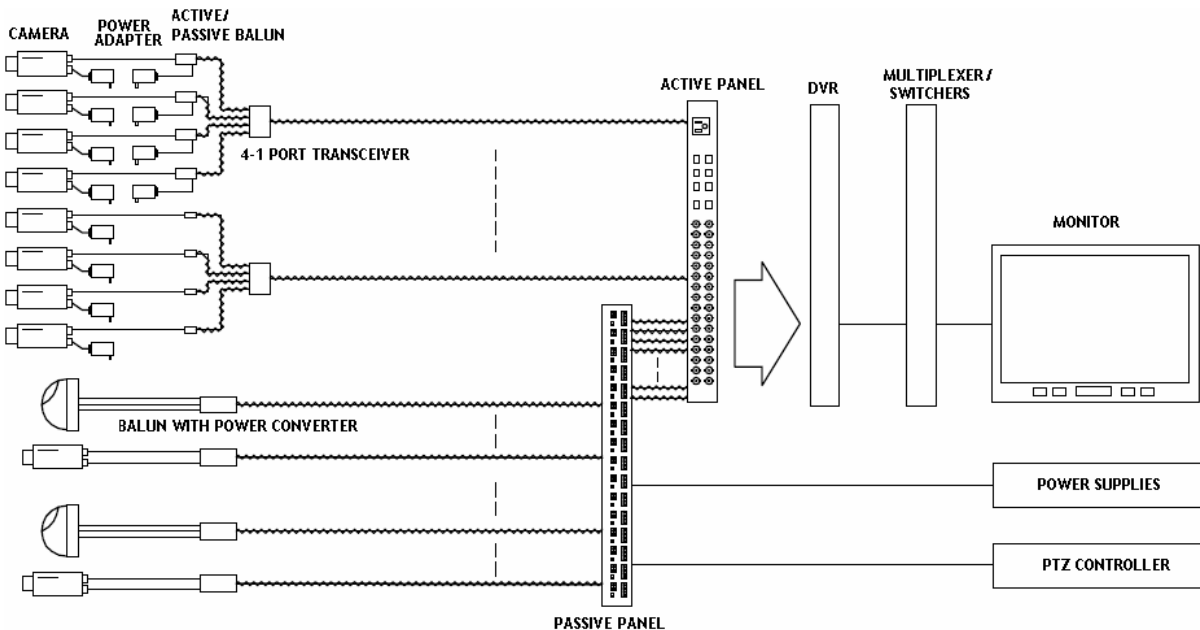 CAMERA
POWER
ADAPTER
ACTIVE/
PASSIVE BALUN
4-1 PORT TRANSCEIVER
ACTIVE PANEL
DVR
MULTIPLEXER/
SWITCHERS
MONITOR
BALUN WITH POWER CONVERTER
POWER SUPPLIES
PTZ CONTROLLER
PASSIVE PANEL